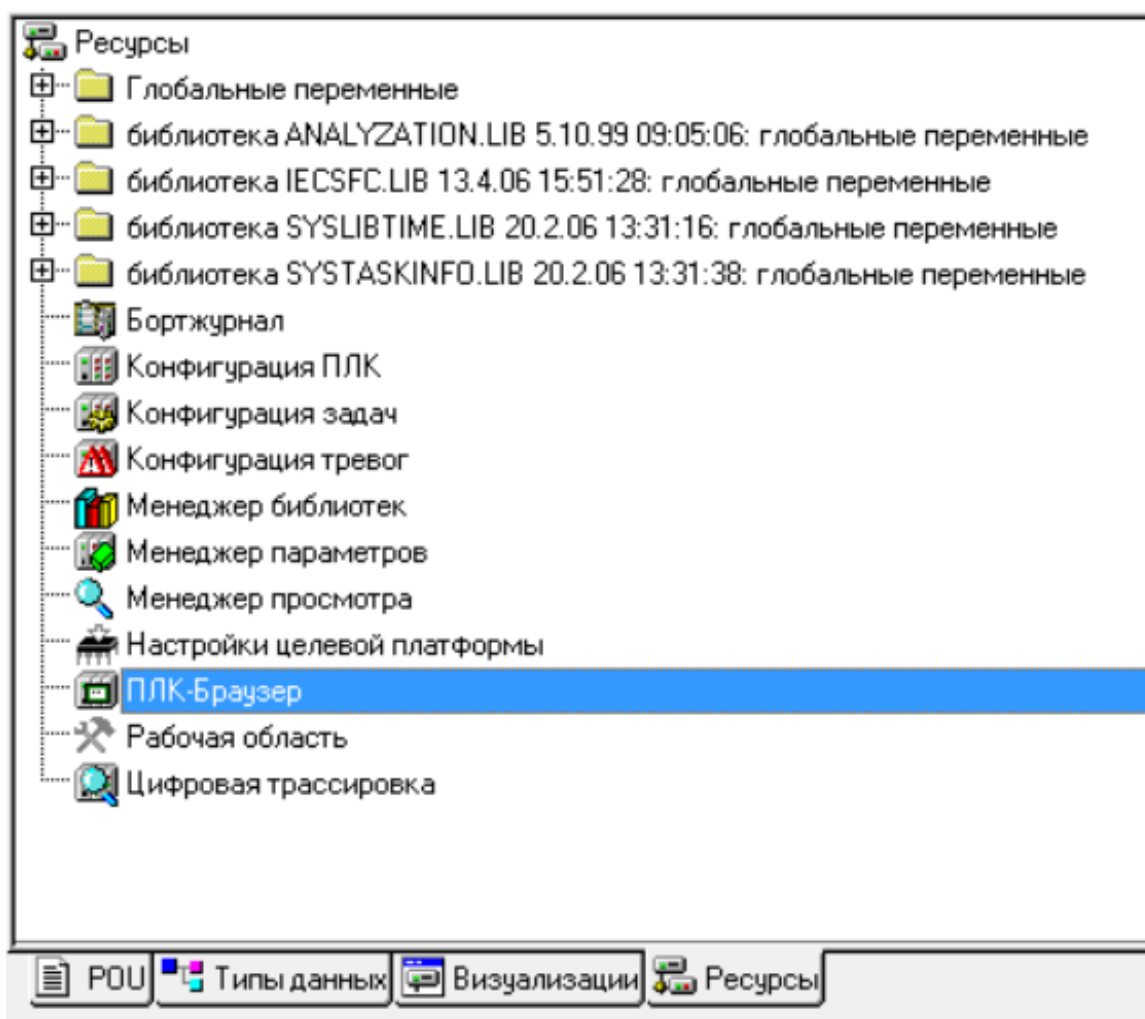 Ресурсы
Глобальные переменные
библиотека ANALYZATION.LIB 5.10.99 09:05:06: глобальные переменные
библиотека IECSFC.LIB 13.4.06 15:51:28: глобальные переменные
библиотека SYSLIBTIME.LIB 20.2.06 13:31:16: глобальные переменные
библиотека SYSTASKINFO.LIB 20.2.06 13:31:38: глобальные переменные
Бортжурнал
Конфигурация ПЛК
Конфигурация задач
Конфигурация тревог
Менеджер библиотек
Менеджер параметров
Менеджер просмотра
Настройки целевой платформы
ПЛК-Браузер
Рабочая область
Цифровая трассировка
POU Типы данных Визуализации Ресурсы